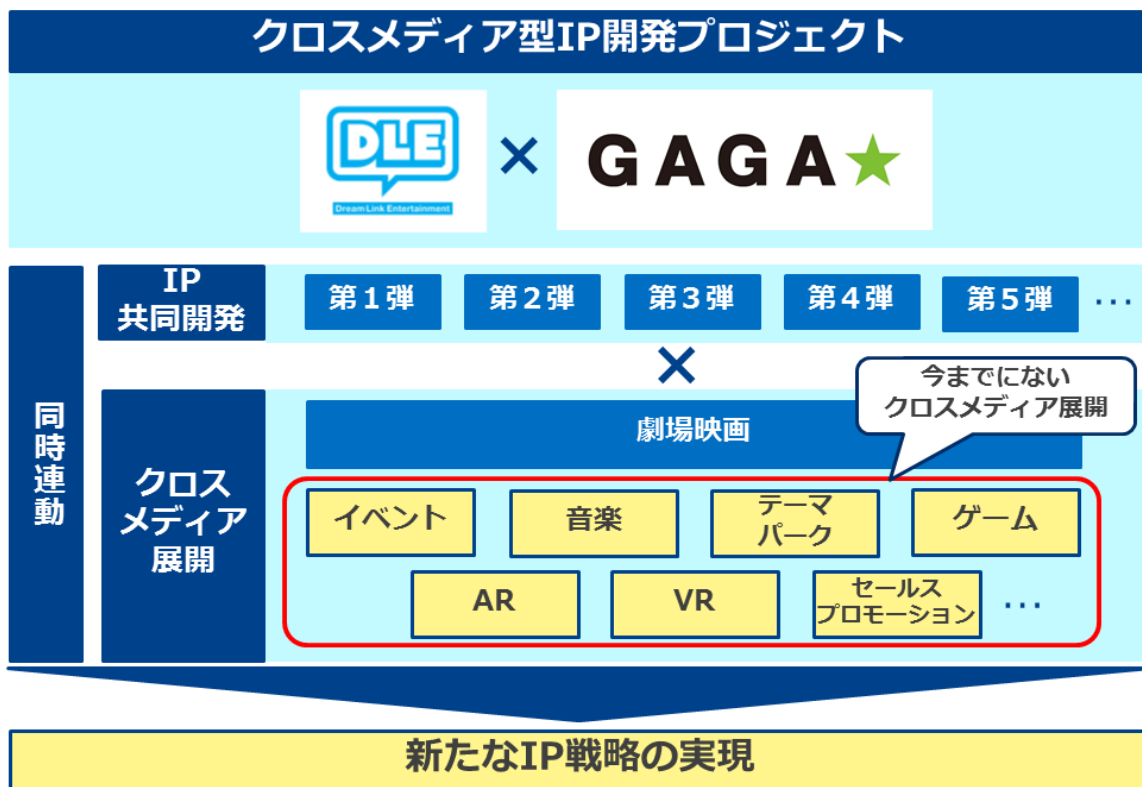 クロスメディア型IP開発プロジェクト
DLE
Dream Link Entertainment
×
GAGA★
同時連動
IP
共同開発
第１弾
第２弾
第３弾
第４弾
第５弾
…
×
今までにない
クロスメディア展開
クロス
メディア
展開
劇場映画
イベント
音楽
テーマ
パーク
ゲーム
AR
VR
セールス
プロモーション
…
新たなIP戦略の実現